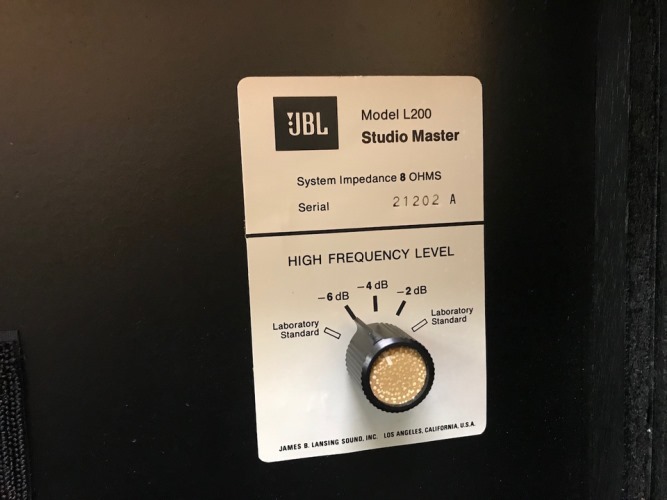 JBL
Model L200
Studio Master
System Impedance 8 OHMS
Serial 21202 A
HIGH FREQUENCY LEVEL
-6 dB -4 dB -2 dB
Laboratory Standard
Laboratory Standard
JAMES B. LANSING SOUND, INC. LOS ANGELES, CALIFORNIA, U.S.A.